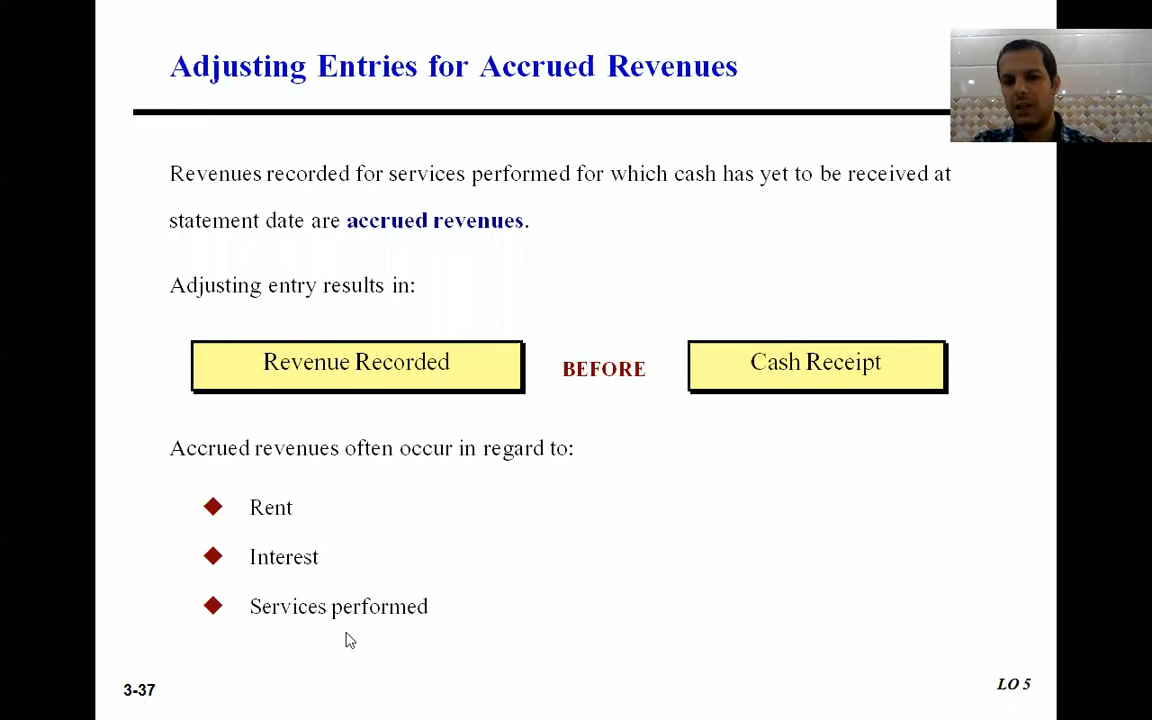 Adjusting Entries for Accrued Revenues
Revenues recorded for services performed for which cash has yet to be received at
statement date are accrued revenues.
Adjusting entry results in:
Revenue Recorded BEFORE Cash Receipt
Accrued revenues often occur in regard to:
Rent
Interest
Services performed
3-37 LO 5